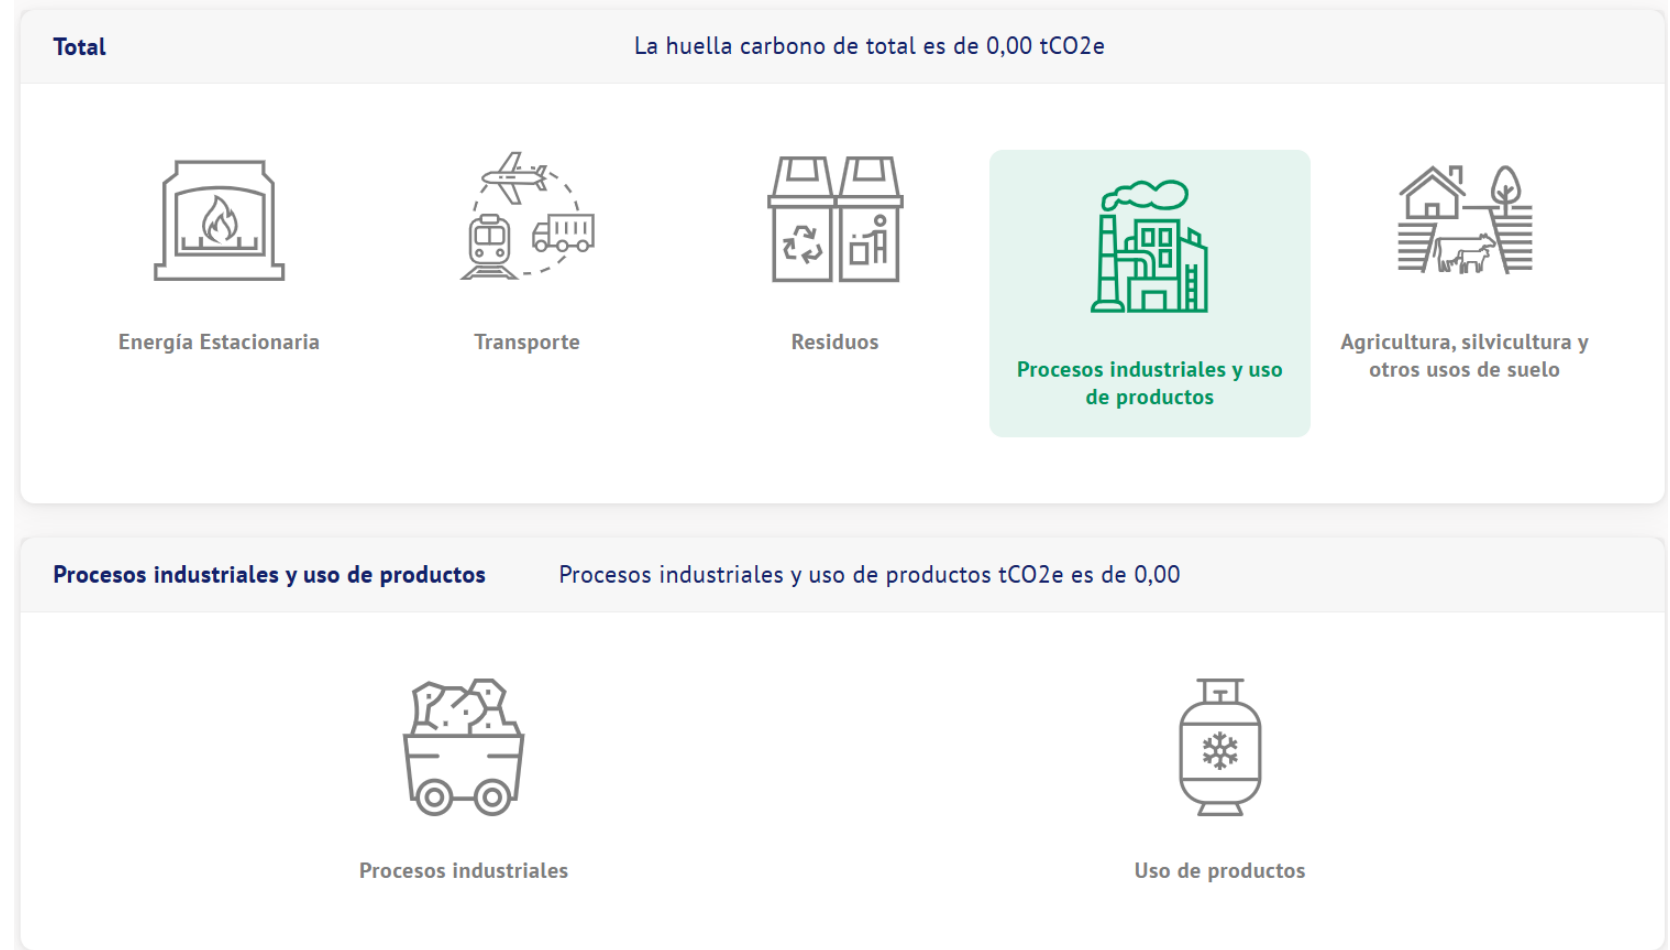 Total
La huella carbono de total es de 0,00 tCO2e
Energía Estacionaria
Transporte
Residuos
Procesos industriales y uso
de productos
Agricultura, silvicultura y
otros usos de suelo
Procesos industriales y uso de productos
Procesos industriales y uso de productos tCO2e es de 0,00
Procesos industriales
Uso de productos